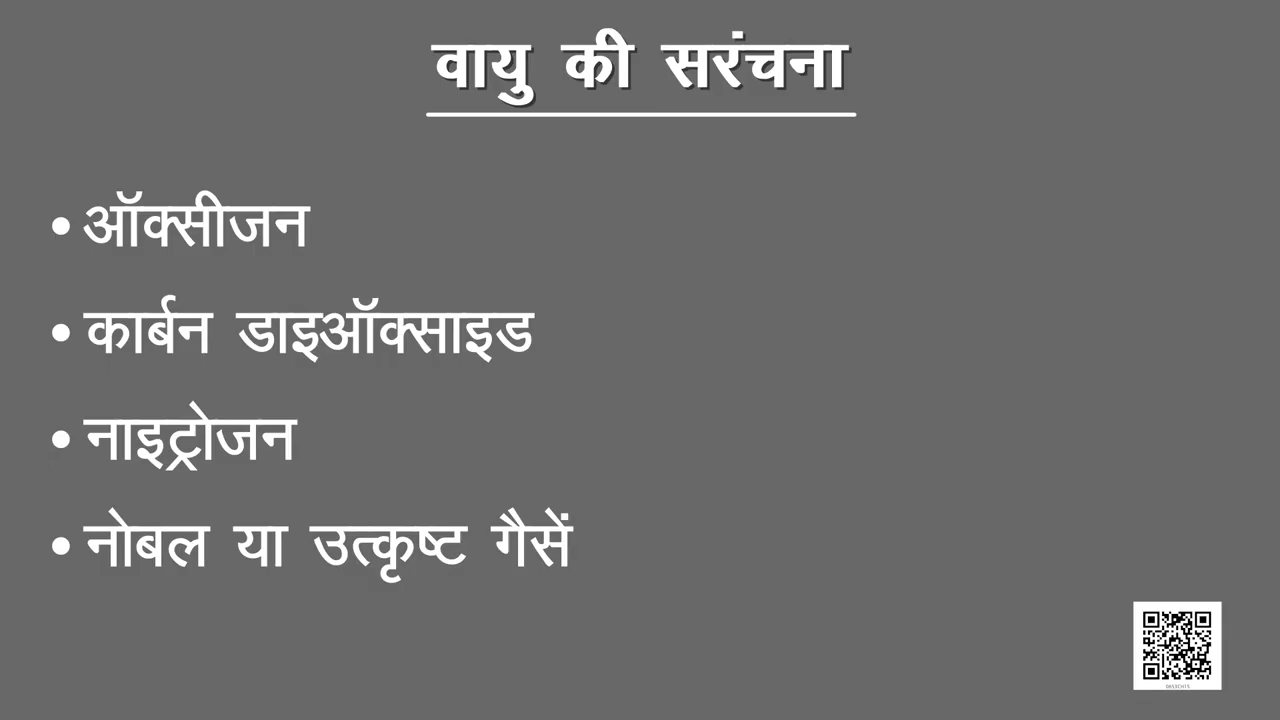 वायु की सरंचना
• ऑक्सीजन
• कार्बन डाइऑक्साइड
• नाइट्रोजन
• नोबल या उत्कृष्ट गैसें